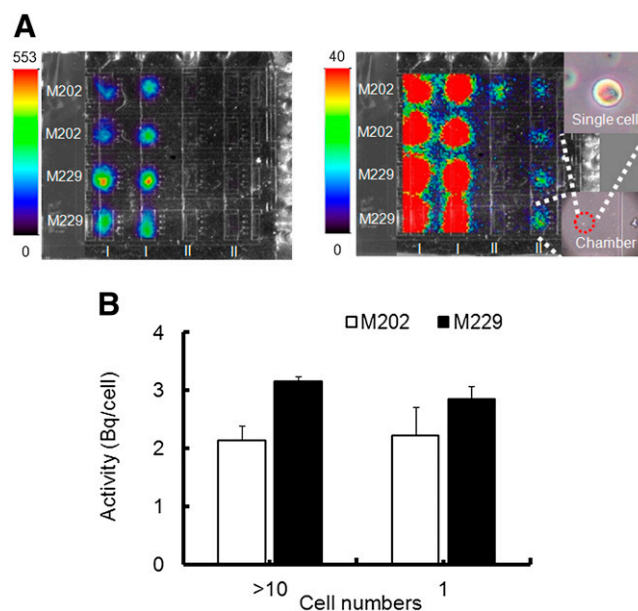 A
553
0
M202
M202
M229
M229
I
I
II
II
40
0
M202
M202
M229
M229
I
I
II
II
Single cell
Chamber
B
M202
M229
Activity (Bq/cell)
4
3
2
1
0
>10
1
Cell numbers